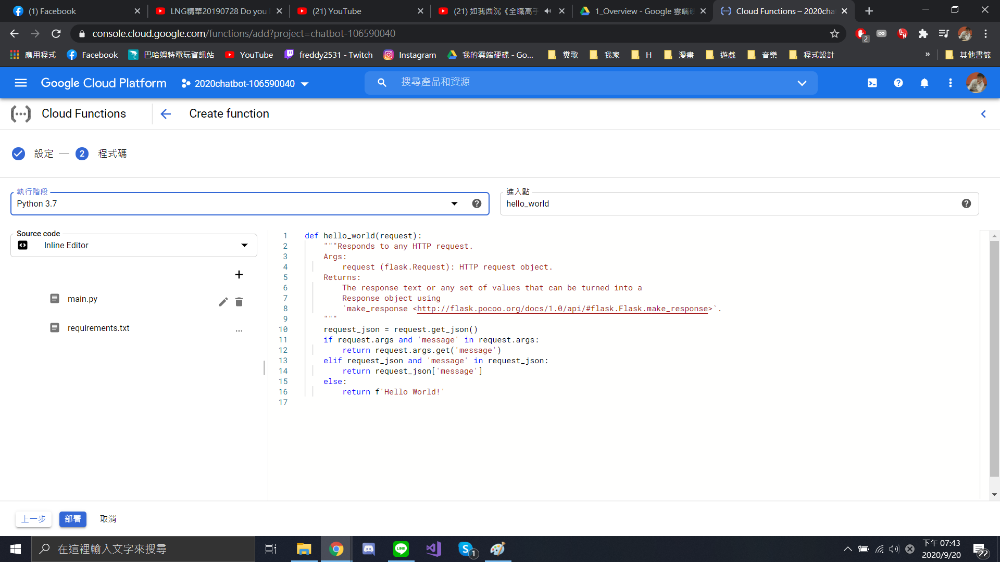 (1) Facebook
LNG精華20190728 Do you
(21) YouTube
(21) 如我西沉《全職高手
1_Overview - Google 雲端硬
Cloud Functions – 2020cha
console.cloud.google.com/functions/add?project=chatbot-106590040
2
應用程式
Facebook
巴哈姆特電玩資訊站
YouTube
freddy2531 - Twitch
Instagram
我的雲端硬碟 - Go...
糞歌
我家
H
漫畫
遊戲
音樂
程式設計
»
其他書籤
Google Cloud Platform
2020chatbot-106590040
搜尋產品和資源
Cloud Functions
Create function
設定
2
程式碼
執行階段
Python 3.7
進入點
hello_world
Source code
Inline Editor
main.py
requirements.txt
...
1 def hello_world(request):
2 """Responds to any HTTP request.
3 Args:
4 request (flask.Request): HTTP request object.
5 Returns:
6 The response text or any set of values that can be turned into a
7 Response object using
8 `make_response <http://flask.pocoo.org/docs/1.0/api/#flask.Flask.make_response>`.
9 """
10 request_json = request.get_json()
11 if request.args and 'message' in request.args:
12 return request.args.get('message')
13 elif request_json and 'message' in request_json:
14 return request_json['message']
15 else:
16 return f'Hello World!'
17
上一步
部署
取消
在這裡輸入文字來搜尋
LINE
S
1
下午 07:43
2020/9/20
22